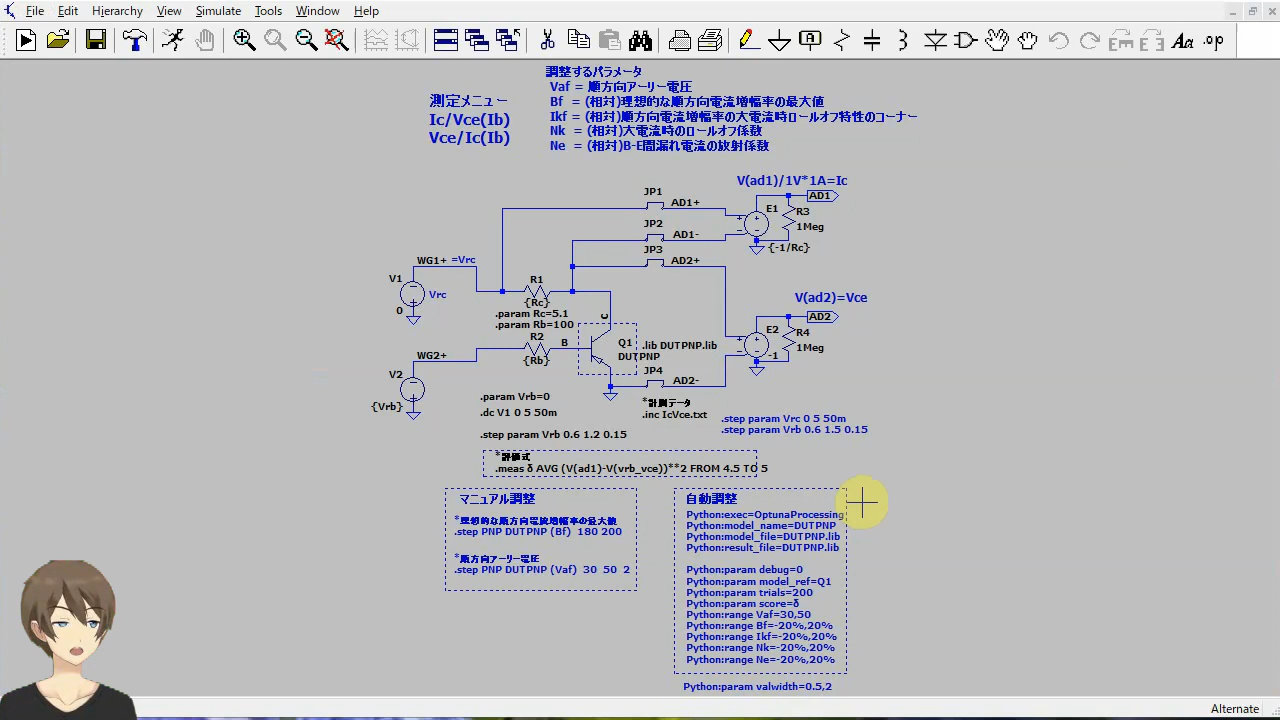 File Edit Hierarchy View Simulate Tools Window Help
.op
調整するパラメータ
Vaf = 順方向アーリー電圧
Bf = (相対)理想的な順方向電流増幅率の最大値
Ikf = (相対)順方向電流増幅率の大電流時ロールオフ特性のコーナー
Nk = (相対)大電流時のロールオフ係数
Ne = (相対)B-E間漏れ電流の放射係数
測定メニュー
Ic/Vce(Ib)
Vce/Ic(Ib)
V(ad1)/1V*1A=Ic
JP1
AD1+
AD1
E1
R3
1Meg
JP2
AD1-
{-1/Rc}
JP3
AD2+
WG1+ =Vrc
V1
Vrc
0
R1
{Rc}
.param Rc=5.1
.param Rb=100
V(ad2)=Vce
AD2
E2
R4
1Meg
-1
C
R2
{Rb}
B
Q1
DUTPNP
.lib DUTPNP.lib
WG2+
V2
{Vrb}
JP4
AD2-
.param Vrb=0
.dc V1 0 5 50m
*計測データ
.inc IcVce.txt
.step param Vrc 0 5 50m
.step param Vrb 0.6 1.5 0.15
.step param Vrb 0.6 1.2 0.15
*評価式
.meas δ AVG (V(ad1)-V(vrb_vce))**2 FROM 4.5 TO 5
マニュアル調整
*理想的な順方向電流増幅率の最大値
.step PNP DUTPNP (Bf) 180 200
*順方向アーリー電圧
.step PNP DUTPNP (Vaf) 30 50 2
自動調整
Python:exec=OptunaProcessing
Python:model_name=DUTPNP
Python:model_file=DUTPNP.lib
Python:result_file=DUTPNP.lib
Python:param debug=0
Python:param model_ref=Q1
Python:param trials=200
Python:param score=δ
Python:range Vaf=30,50
Python:range Bf=-20%,20%
Python:range Ikf=-20%,20%
Python:range Nk=-20%,20%
Python:range Ne=-20%,20%
Python:param valwidth=0.5,2
Alternate